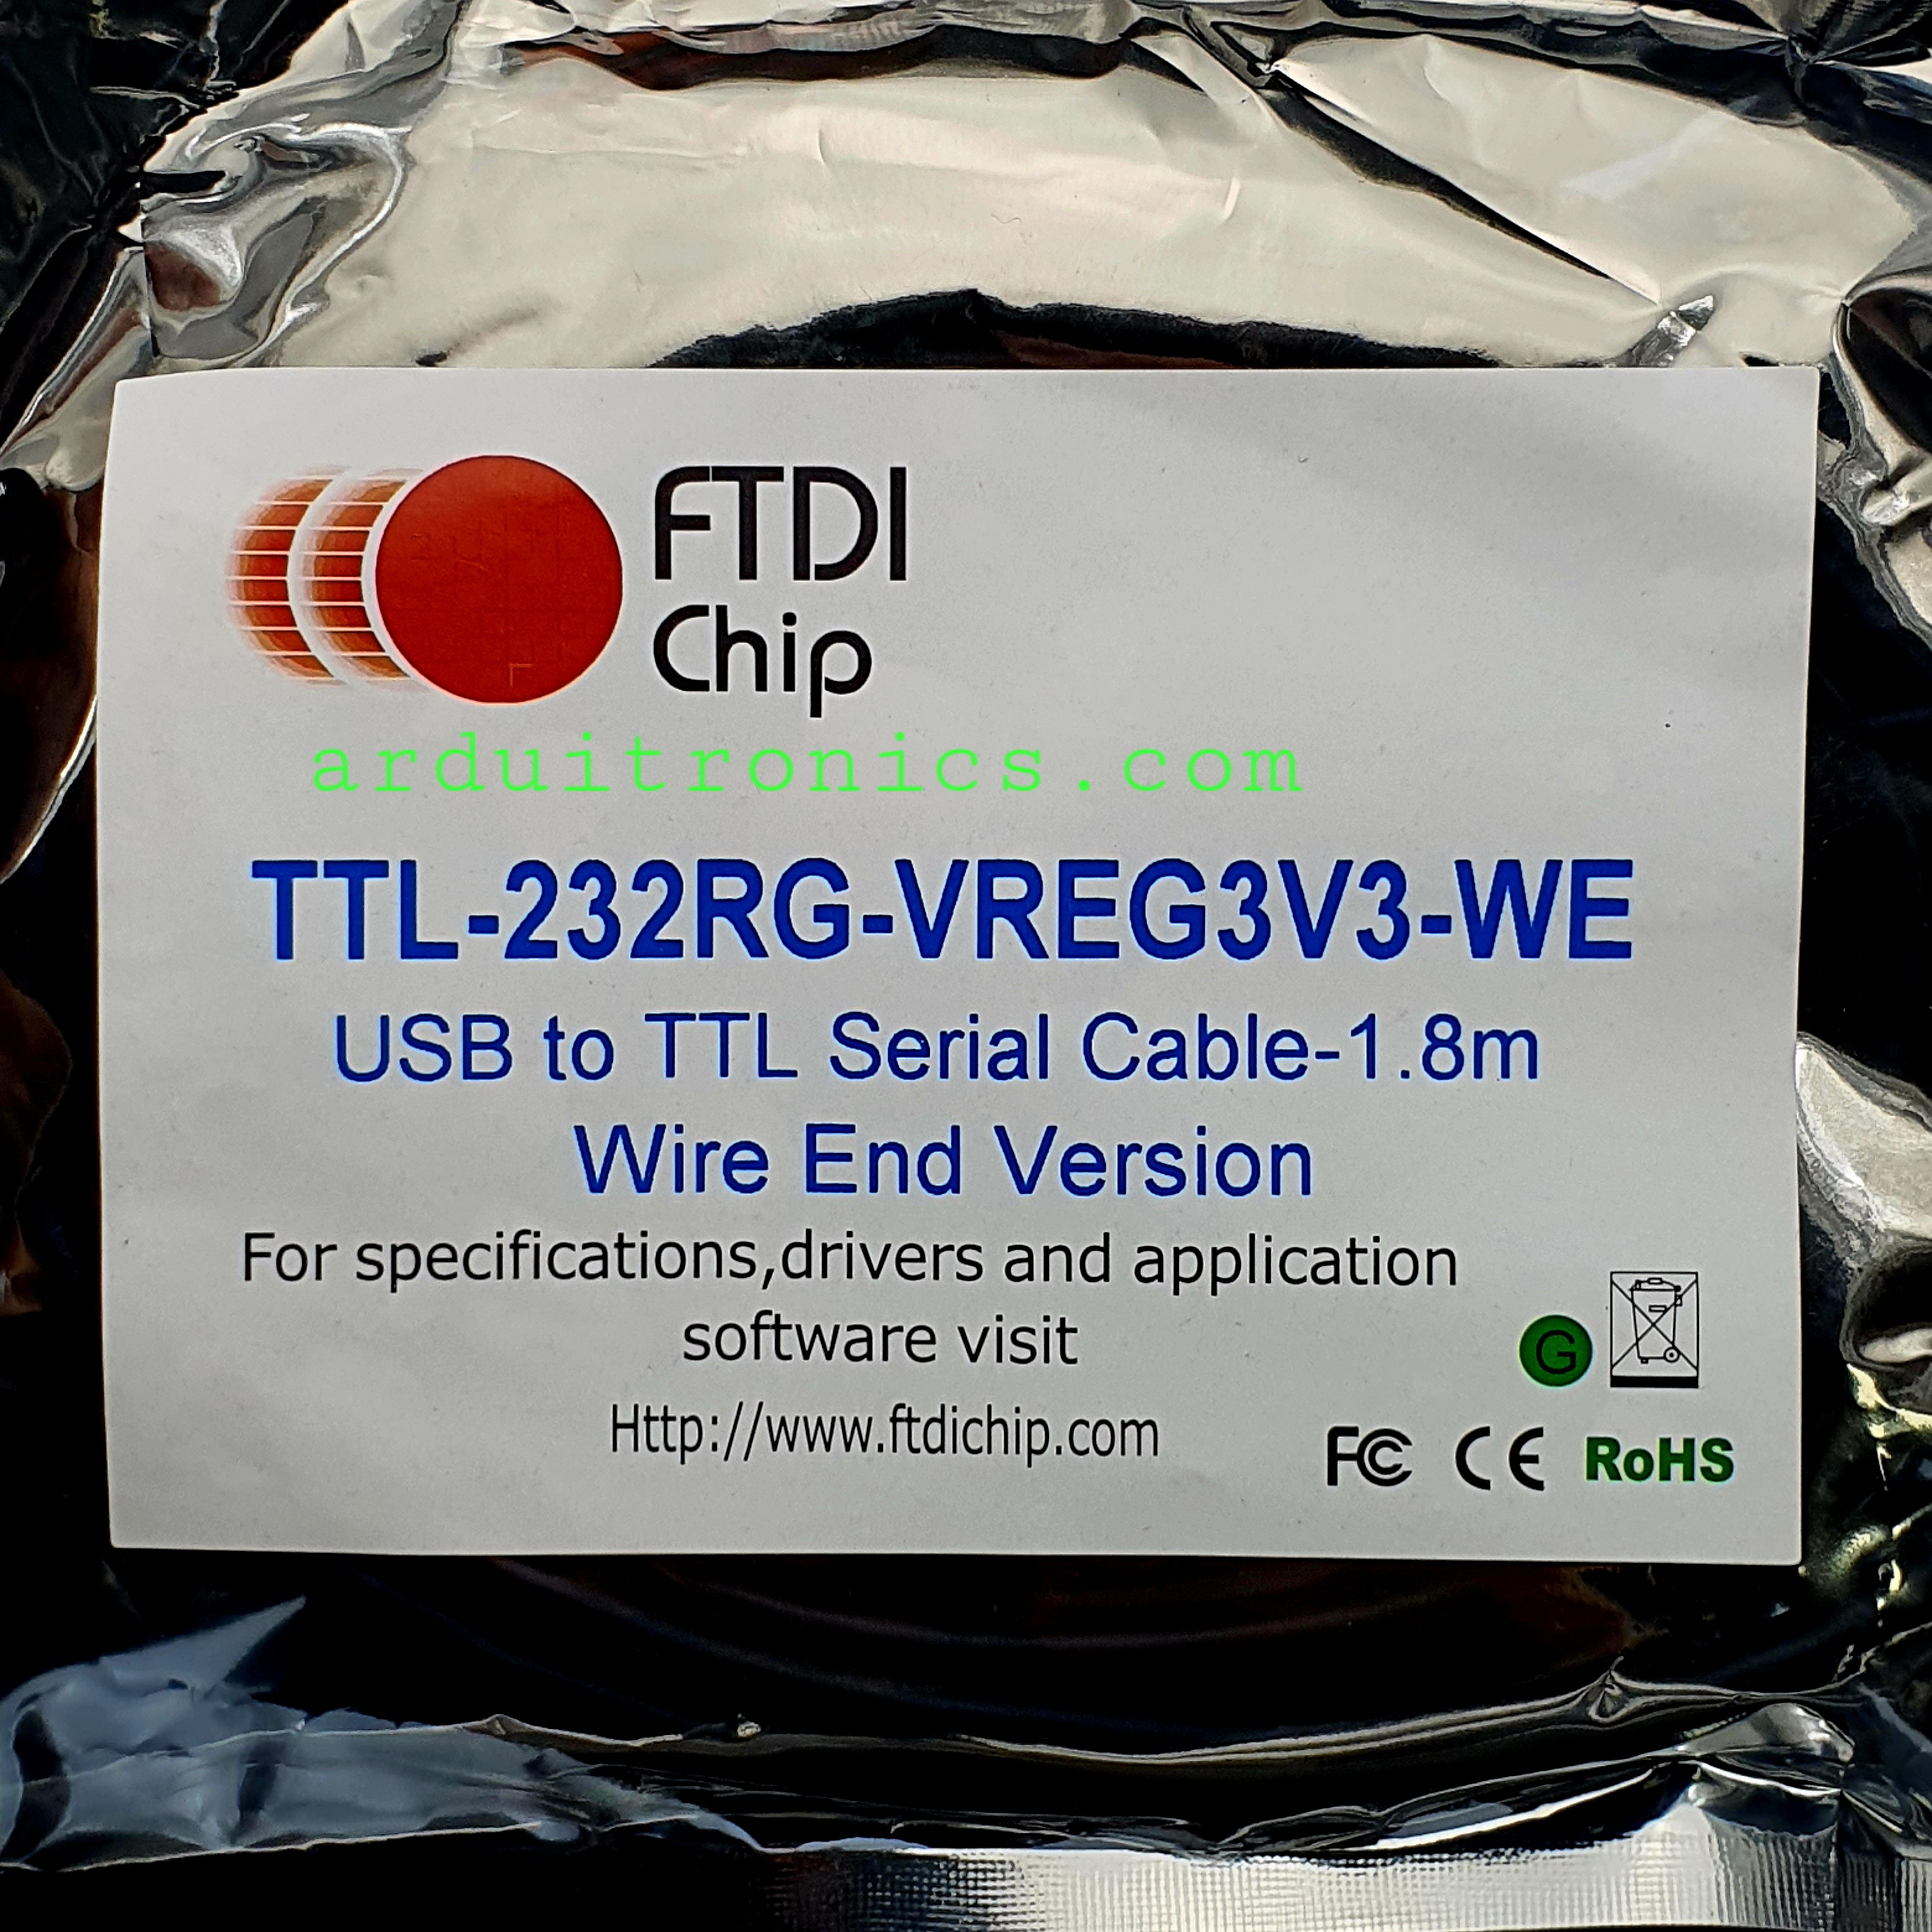 FTDI
Chip
arduitronics.com
TTL-232RG-VREG3V3-WE
USB to TTL Serial Cable-1.8m
Wire End Version
For specifications,drivers and application
software visit
Http://www.ftdichip.com
G
FC CE RoHS